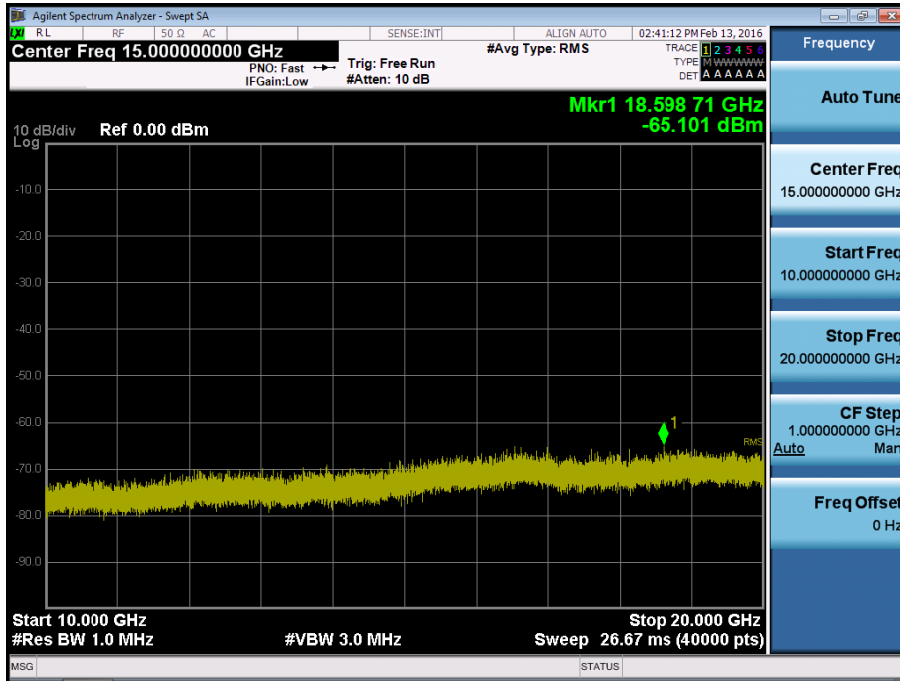 Agilent Spectrum Analyzer - Swept SA
LXI RL RF 50 Ω AC SENSE:INT ALIGN AUTO 02:41:12 PM Feb 13, 2016
Center Freq 15.000000000 GHz
PNO: Fast
IFGain:Low
Trig: Free Run
#Atten: 10 dB
#Avg Type: RMS
TRACE 1 2 3 4 5 6
TYPE M WWWWW
DET A A A A A A
Mkr1 18.598 71 GHz
-65.101 dBm
10 dB/div Ref 0.00 dBm
Log
-10.0
-20.0
-30.0
-40.0
-50.0
-60.0
-70.0
-80.0
-90.0
1
RMS
Start 10.000 GHz Stop 20.000 GHz
#Res BW 1.0 MHz #VBW 3.0 MHz Sweep 26.67 ms (40000 pts)
MSG STATUS
Frequency
Auto Tune
Center Freq
15.000000000 GHz
Start Freq
10.000000000 GHz
Stop Freq
20.000000000 GHz
CF Step
1.000000000 GHz
Auto Man
Freq Offset
0 Hz